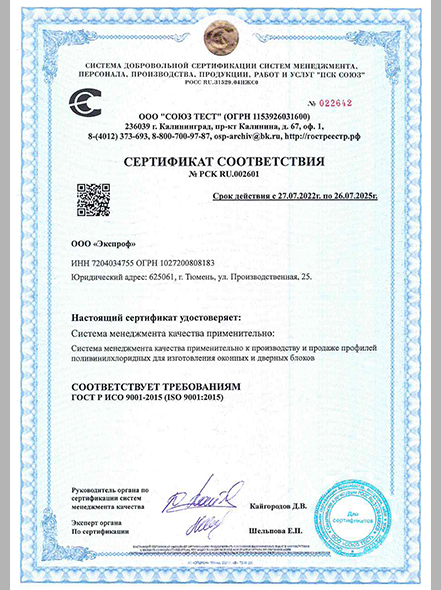 СИСТЕМА ДОБРОВОЛЬНОЙ СЕРТИФИКАЦИИ СИСТЕМ МЕНЕДЖМЕНТА,
ПЕРСОНАЛА, ПРОИЗВОДСТВА, ПРОДУКЦИИ, РАБОТ И УСЛУГ "ПСК СОЮЗ"
РОСС RU.31529.04ИЖС0
№ 022642
ООО "СОЮЗ ТЕСТ" (ОГРН 1153926031600)
236039 г. Калининград, пр-кт Калинина, д. 67, оф. 1,
8-(4012) 373-693, 8-800-700-97-87, osp-archiv@bk.ru, http://гостреестр.рф
СЕРТИФИКАТ СООТВЕТСТВИЯ
№ РСК RU.002601
Срок действия с 27.07.2022г. по 26.07.2025г.
ООО «Экспроф»
ИНН 7204034755 ОГРН 1027200808183
Юридический адрес: 625061, г. Тюмень, ул. Производственная, 25.
Настоящий сертификат удостоверяет:
Система менеджмента качества применительно:
Система менеджмента качества применительно к производству и продаже профилей
поливинилхлоридных для изготовления оконных и дверных блоков
СООТВЕТСТВУЕТ ТРЕБОВАНИЯМ
ГОСТ Р ИСО 9001-2015 (ISO 9001:2015)
Руководитель органа по
сертификации систем
менеджмента качества
Кайгородов Д.В.
Эксперт органа
По сертификации
Шельпова Е.П.
Для
сертификатов